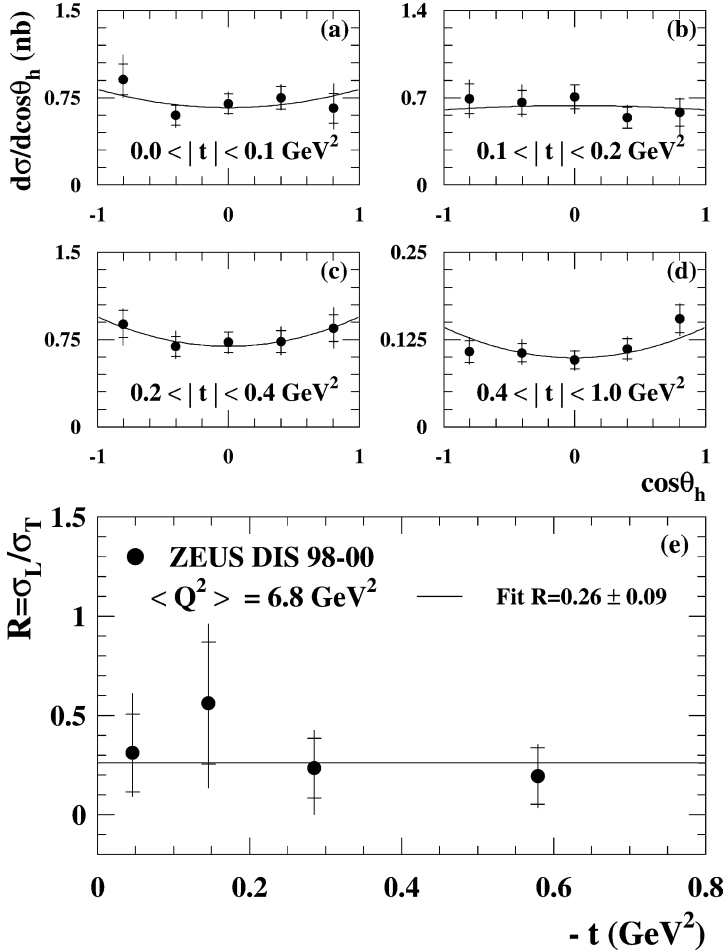 dσ/dcosθh (nb)
1.5
(a)
0.75
0.0 < | t | < 0.1 GeV²
0
-1 0 1
1.4
(b)
0.7
0.1 < | t | < 0.2 GeV²
0
-1 0 1
1.5
(c)
0.75
0.2 < | t | < 0.4 GeV²
0
-1 0 1
0.25
(d)
0.125
0.4 < | t | < 1.0 GeV²
0
-1 0 1
cosθh
R=σL/σT
1.5
(e)
ZEUS DIS 98-00
< Q² > = 6.8 GeV²
Fit R=0.26 ± 0.09
1
0.5
0
0 0.2 0.4 0.6 0.8
- t (GeV²)